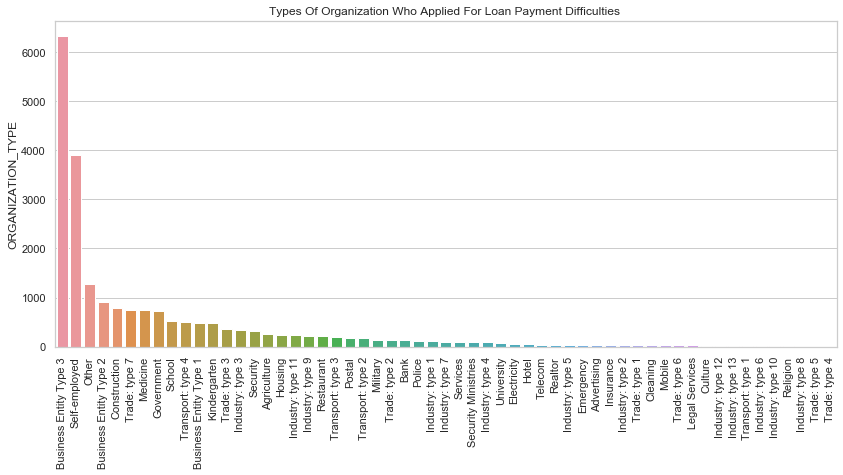 Types Of Organization Who Applied For Loan Payment Difficulties
ORGANIZATION_TYPE
6000
5000
4000
3000
2000
1000
0
Business Entity Type 3
Self-employed
Other
Business Entity Type 2
Construction
Trade: type 7
Medicine
Government
School
Transport: type 4
Business Entity Type 1
Kindergarten
Trade: type 3
Industry: type 3
Security
Agriculture
Housing
Industry: type 11
Industry: type 9
Restaurant
Transport: type 3
Postal
Transport: type 2
Military
Trade: type 2
Bank
Police
Industry: type 1
Industry: type 7
Services
Security Ministries
Industry: type 4
University
Electricity
Hotel
Telecom
Realtor
Industry: type 5
Emergency
Advertising
Insurance
Industry: type 2
Trade: type 1
Cleaning
Mobile
Trade: type 6
Legal Services
Culture
Industry: type 12
Industry: type 13
Transport: type 1
Industry: type 6
Industry: type 10
Religion
Industry: type 8
Trade: type 5
Trade: type 4